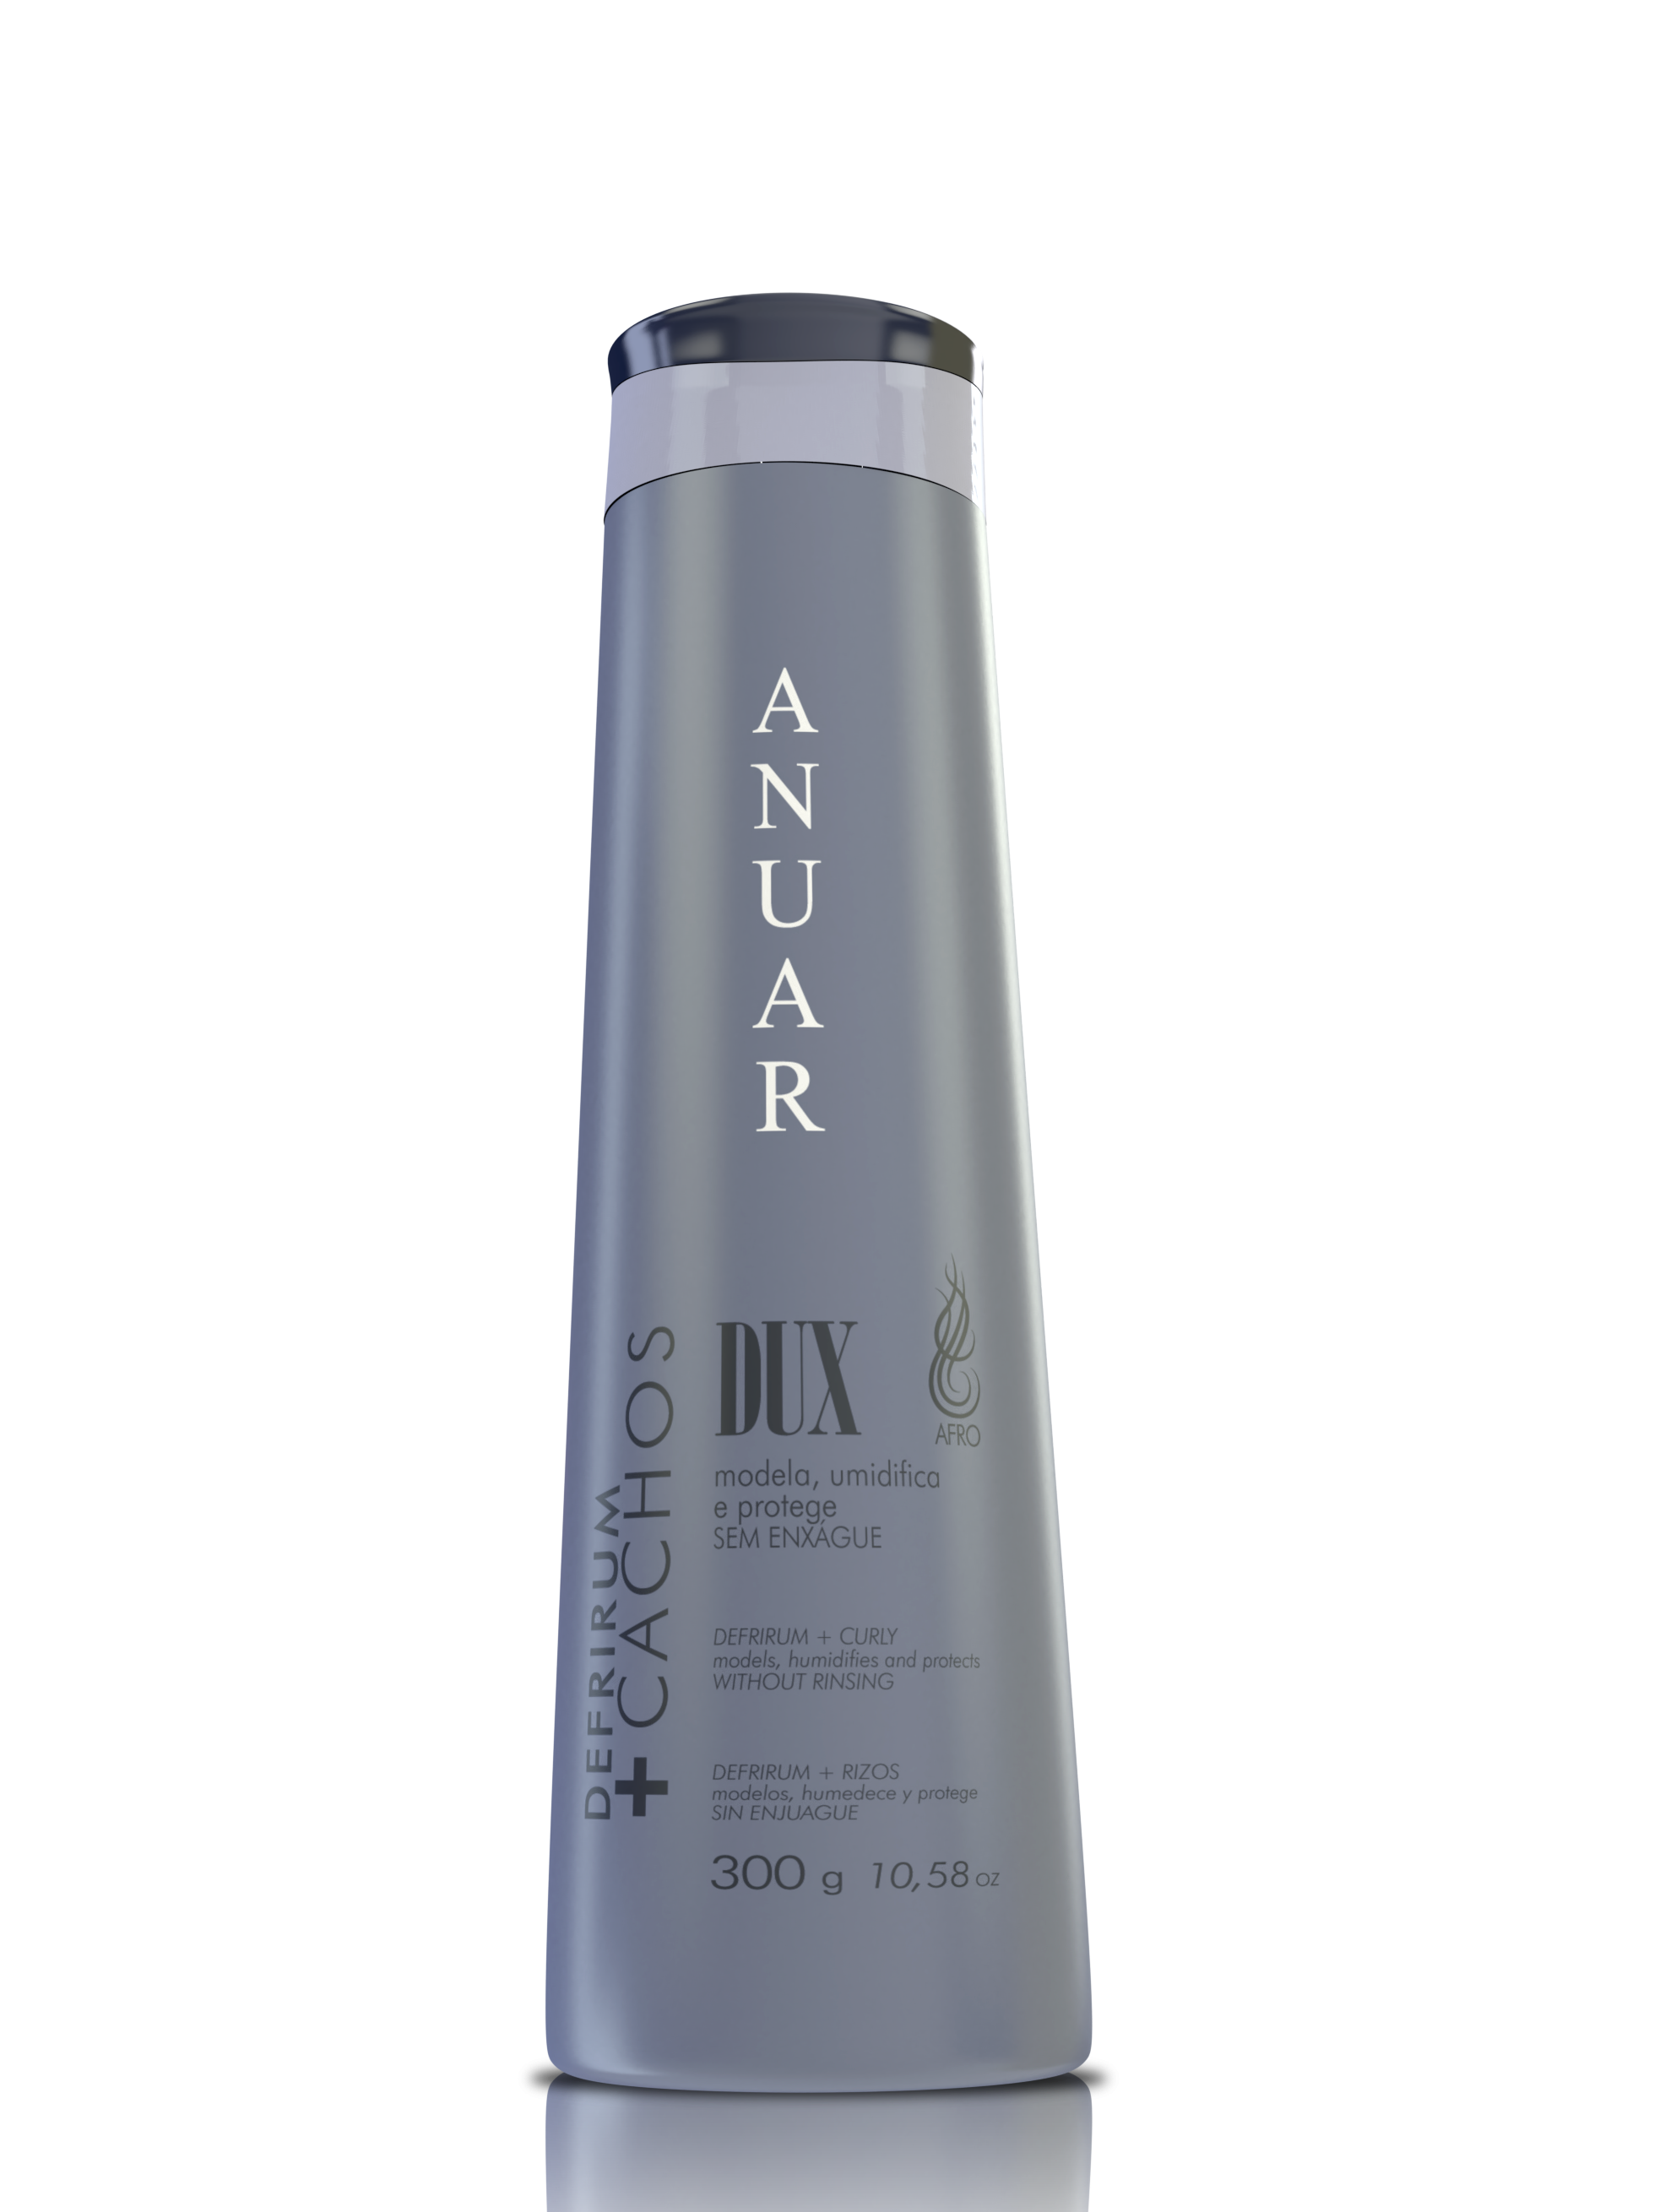 ANUAR
DEFRIRUM
+ CACHOS
DUX
AFRO
modela, umidifica
e protege
SEM ENXÁGUE
DEFRIRUM + CURLY
models, humidifies and protects
WITHOUT RINSING
DEFRIRUM + RIZOS
modelos, humedece y protege
SIN ENJUAGUE
300 g 10,58 oz